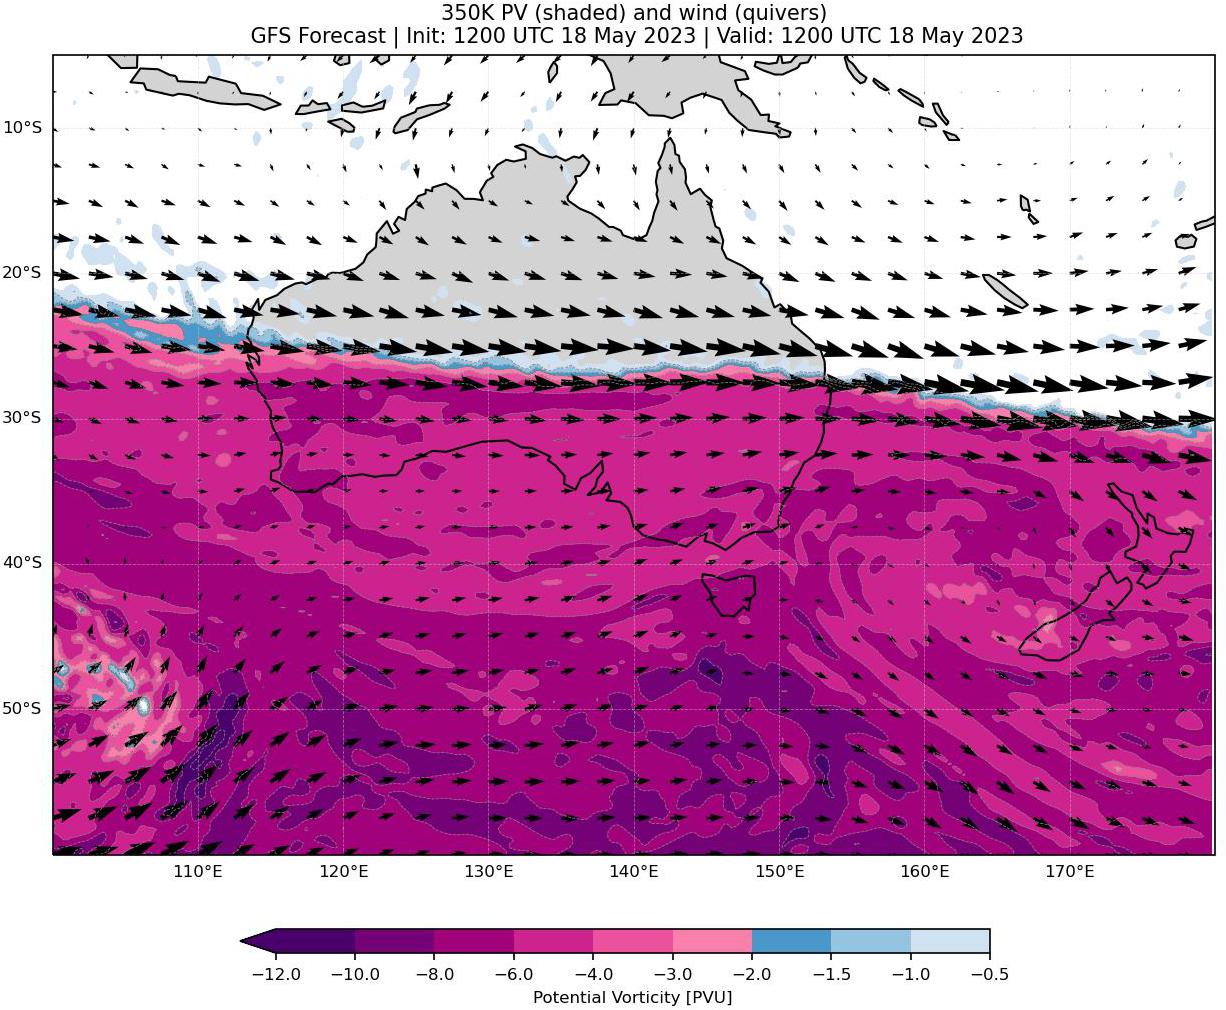 350K PV (shaded) and wind (quivers)
GFS Forecast | Init: 1200 UTC 18 May 2023 | Valid: 1200 UTC 18 May 2023
10°S
20°S
30°S
40°S
50°S
110°E 120°E 130°E 140°E 150°E 160°E 170°E
−12.0 −10.0 −8.0 −6.0 −4.0 −3.0 −2.0 −1.5 −1.0 −0.5
Potential Vorticity [PVU]